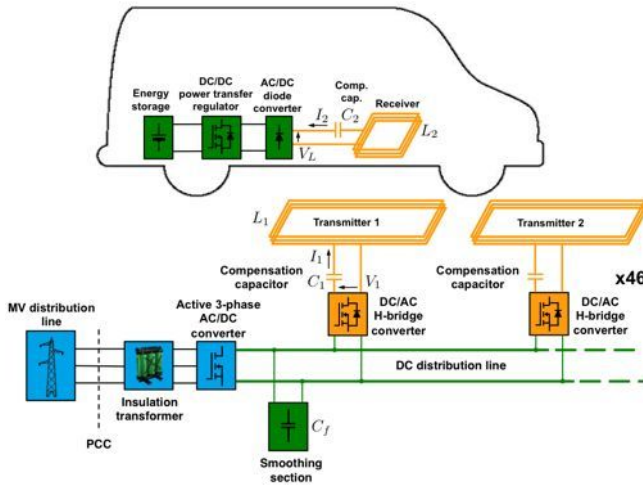 DC/DC
power transfer
regulator
AC/DC
diode
converter
Comp.
cap.
Energy
storage
Receiver
I₂
C₂
L₂
V_L
L₁
Transmitter 1
Transmitter 2
I₁
Compensation
capacitor
C₁
V₁
Compensation
capacitor
x46
MV distribution
line
Active 3-phase
AC/DC
converter
DC/AC
H-bridge
converter
DC/AC
H-bridge
converter
DC distribution line
Insulation
transformer
PCC
C_f
Smoothing
section